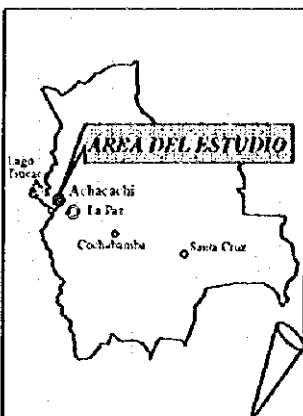 AREA DEL ESTUDIO
Lago
Achacachi
La Paz
Cochabamba
Santa Cruz